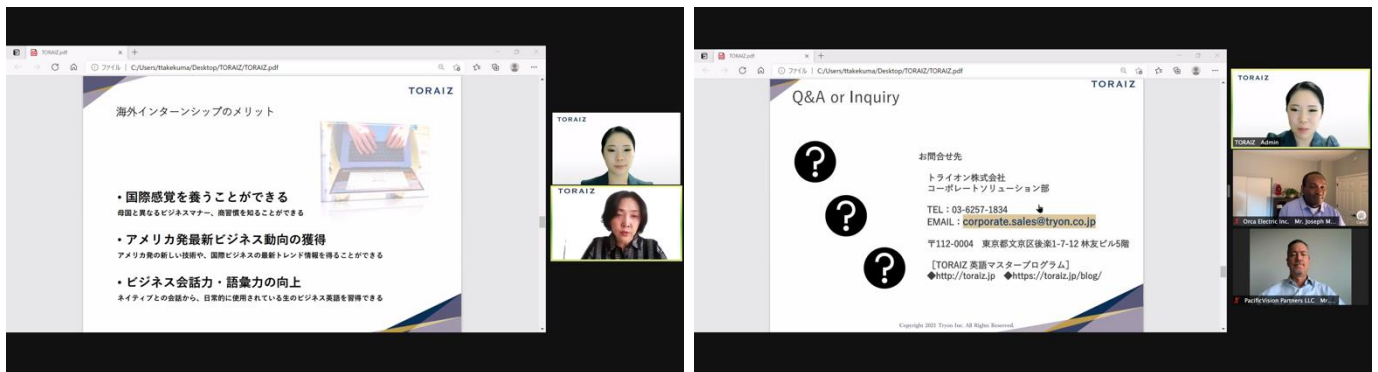 TORAIZ.pdf
ファイル | C:/Users/ttakekuma/Desktop/TORAIZ/TORAIZ.pdf
TORAIZ
海外インターンシップのメリット
・国際感覚を養うことができる
母国と異なるビジネスマナー、商習慣を知ることができる
・アメリカ発最新ビジネス動向の獲得
アメリカ発の新しい技術や、国際ビジネスの最新トレンド情報を得ることができる
・ビジネス会話力・語彙力の向上
ネイティブとの会話から、日常的に使用されている生のビジネス英語を習得できる
TORAIZ
TORAIZ
TORAIZ.pdf
ファイル | C:/Users/ttakekuma/Desktop/TORAIZ/TORAIZ.pdf
TORAIZ
Q&A or Inquiry
?
?
?
お問合せ先
トライオン株式会社
コーポレートソリューション部
TEL：03-6257-1834
EMAIL：corporate.sales@tryon.co.jp
〒112-0004 東京都文京区後楽1-7-12 林友ビル5階
［TORAIZ 英語マスタープログラム］
◆http://toraiz.jp ◆https://toraiz.jp/blog/
Copyright 2021 Tryon Inc. All Rights Reserved.
TORAIZ
TORAIZ Admin
Orca Electric Inc. Mr. Joseph M...
PacificVision Partners LLC Mr....